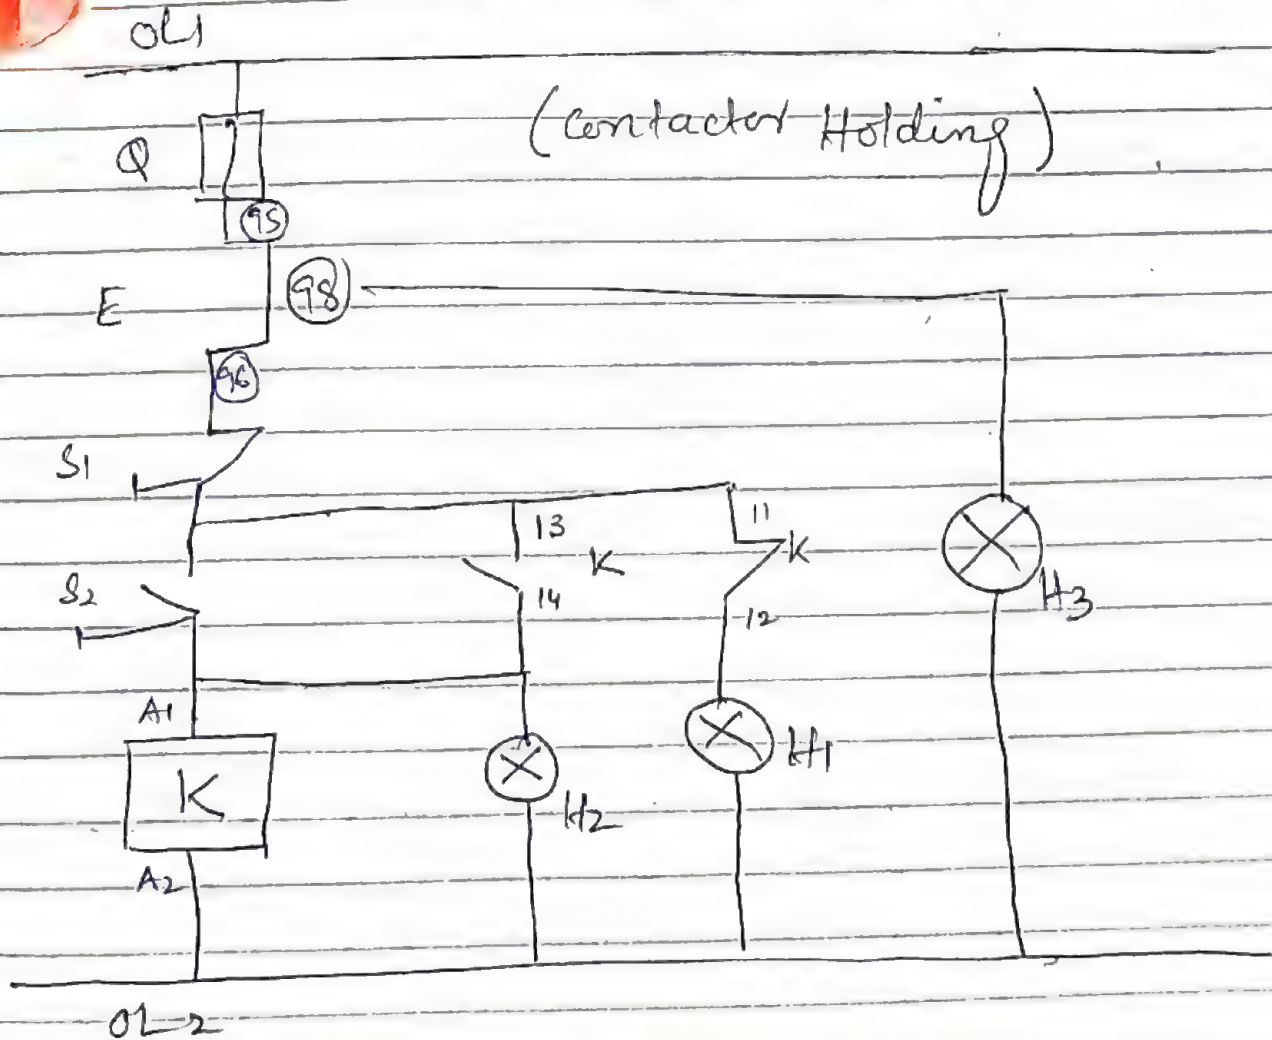 OL1
(Contactor Holding)
Q
95
E
98
96
S1
13
11
K
K
S2
14
12
H3
A1
K
H1
H2
A2
OL2